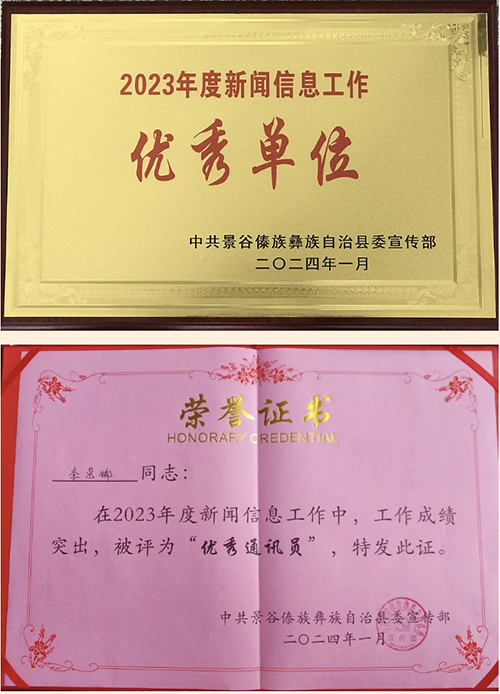 2023年度新闻信息工作
优秀单位
中共景谷傣族彝族自治县委宣传部
二〇二四年一月
荣誉证书
HONORARY CREDENTIAL
李荣娜 同志：
在2023年度新闻信息工作中，工作成绩
突出，被评为“优秀通讯员”，特发此证。
中共景谷傣族彝族自治县委宣传部
二〇二四年一月